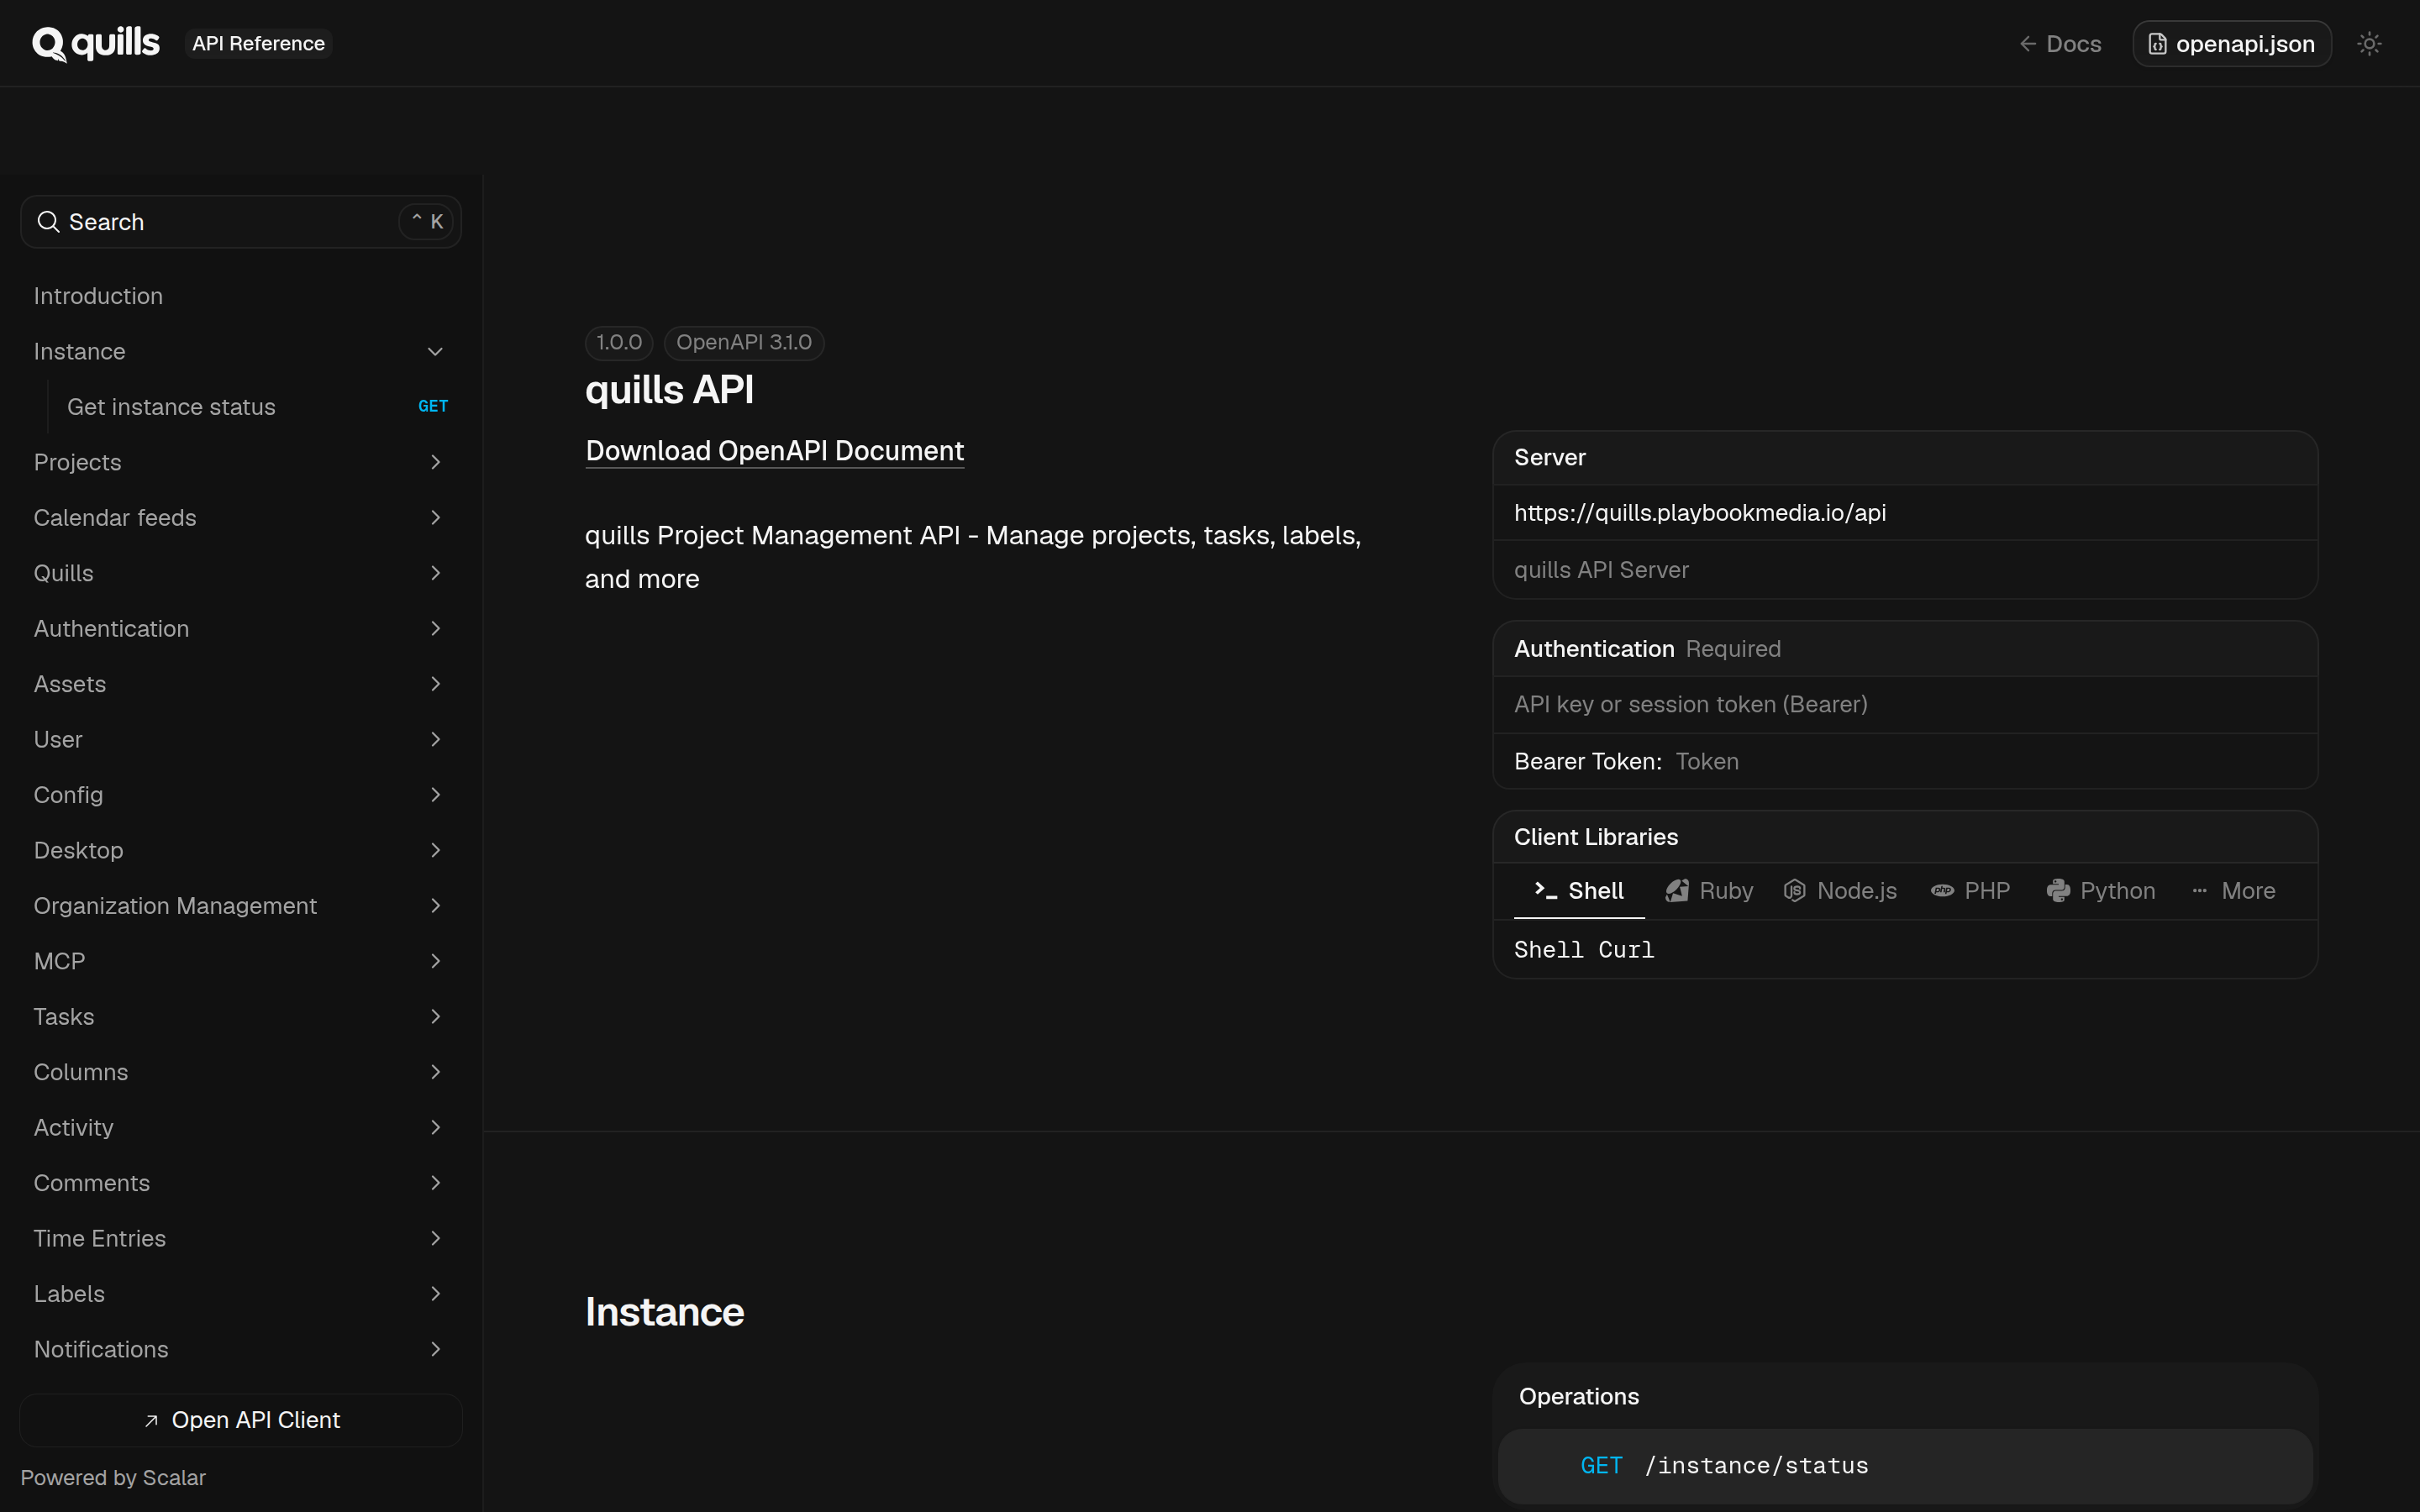 quills
API Reference
Docs
openapi.json
Search
⌃ K
Introduction
Instance
Get instance status GET
Projects
Calendar feeds
Quills
Authentication
Assets
User
Config
Desktop
Organization Management
MCP
Tasks
Columns
Activity
Comments
Time Entries
Labels
Notifications
Open API Client
Powered by Scalar
1.0.0 OpenAPI 3.1.0
quills API
Download OpenAPI Document
quills Project Management API - Manage projects, tasks, labels,
and more
Server
https://quills.playbookmedia.io/api
quills API Server
Authentication Required
API key or session token (Bearer)
Bearer Token: Token
Client Libraries
Shell Ruby Node.js PHP Python ··· More
Shell Curl
Instance
Operations
GET /instance/status